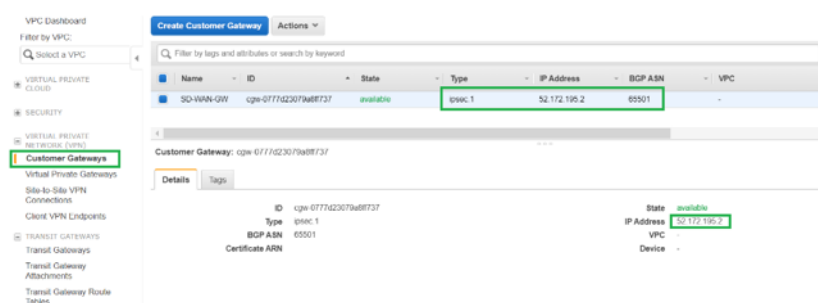 VPC Dashboard
Filter by VPC:
Select a VPC
VIRTUAL PRIVATE
CLOUD
SECURITY
VIRTUAL PRIVATE
NETWORK (VPN)
Customer Gateways
Virtual Private Gateways
Site-to-Site VPN
Connections
Client VPN Endpoints
TRANSIT GATEWAYS
Transit Gateways
Transit Gateway
Attachments
Transit Gateway Route
Tables
Create Customer Gateway Actions
Filter by tags and attributes or search by keyword
Name ID State Type IP Address BGP ASN VPC
SD-WAN-GW cgw-0777d23079a8ff737 available ipsec.1 52.172.195.2 65501 -
Customer Gateway: cgw-0777d23079a8ff737
Details Tags
ID cgw-0777d23079a8ff737 State available
Type ipsec.1 IP Address 52.172.195.2
BGP ASN 65501 VPC -
Certificate ARN Device -